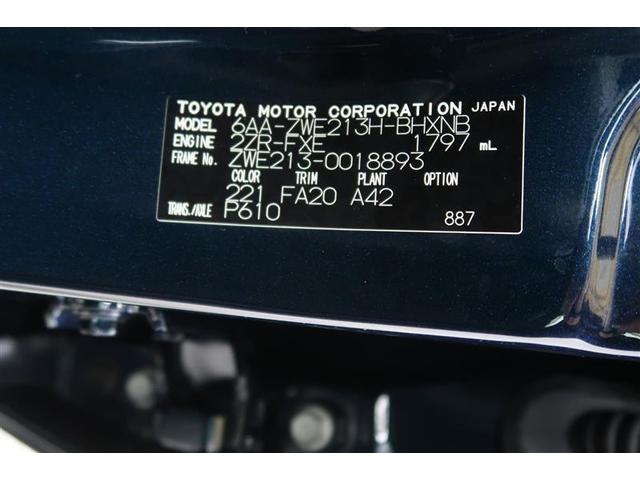 TOYOTA MOTOR CORPORATION JAPAN
MODEL 6AA-ZWE213H-BHXNB
ENGINE 2ZR-FXE 1797 mL
FRAME No. ZWE213-0018893
COLOR TRIM PLANT OPTION
221 FA20 A42
TRANS./AXLE P610 887